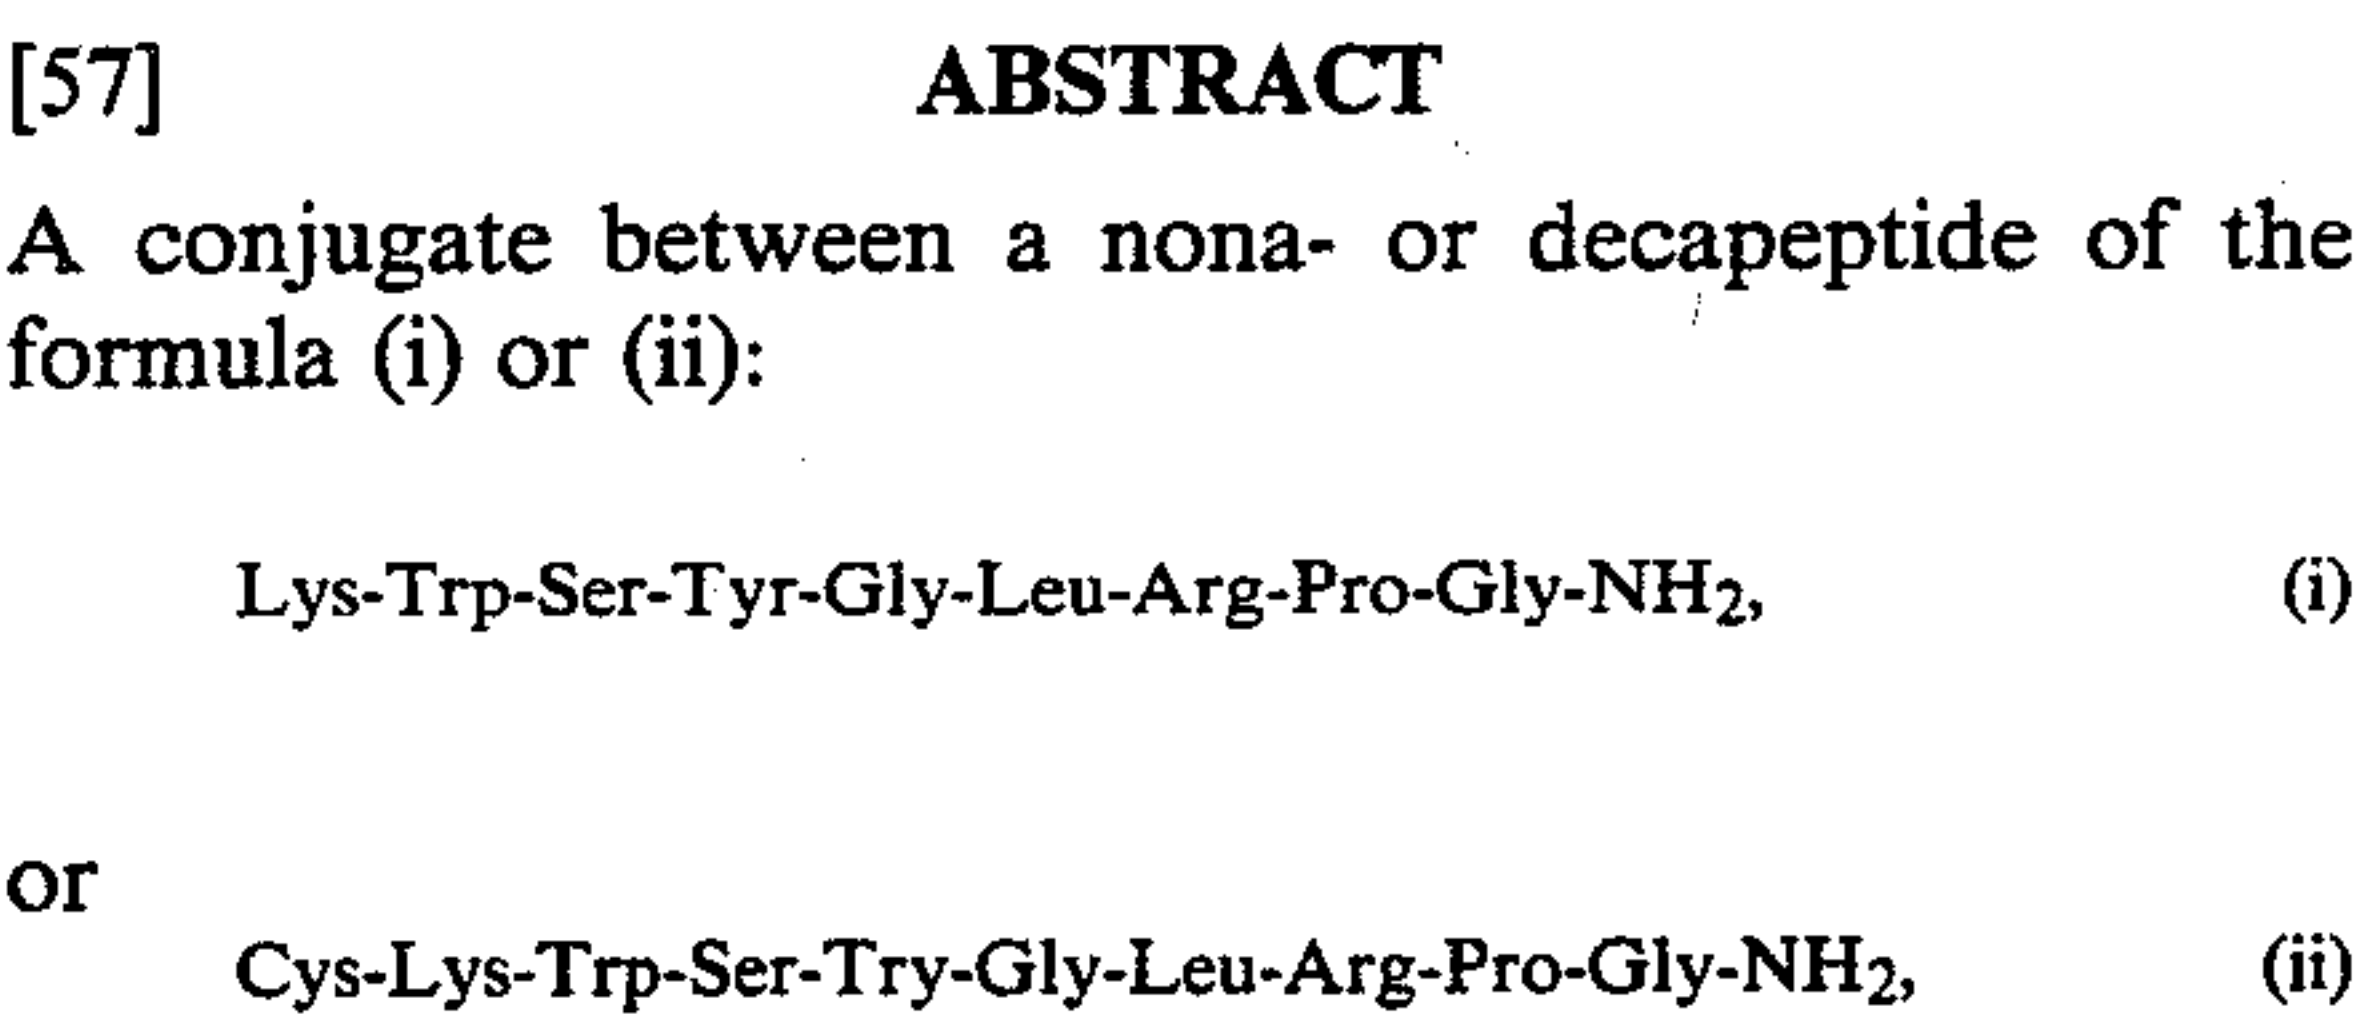 [57] ABSTRACT
A conjugate between a nona- or decapeptide of the
formula (i) or (ii):
Lys-Trp-Ser-Tyr-Gly-Leu-Arg-Pro-Gly-NH₂, (i)
or
Cys-Lys-Trp-Ser-Try-Gly-Leu-Arg-Pro-Gly-NH₂, (ii)